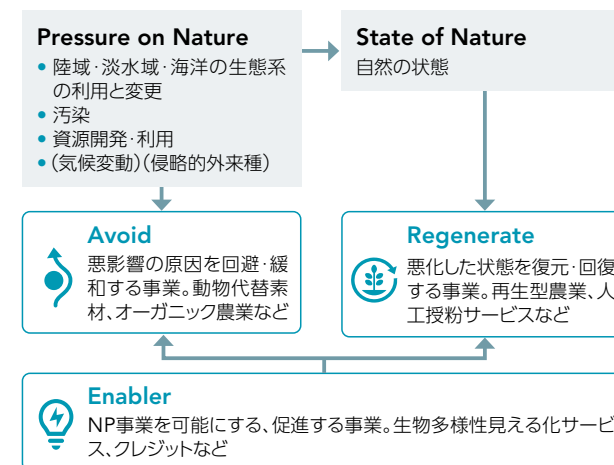 Pressure on Nature
• 陸域・淡水域・海洋の生態系
の利用と変更
• 汚染
• 資源開発・利用
• (気候変動)(侵略的外来種)
State of Nature
自然の状態
Avoid
悪影響の原因を回避・緩
和する事業。動物代替素
材、オーガニック農業など
Regenerate
悪化した状態を復元・回復
する事業。再生型農業、人
工授粉サービスなど
Enabler
NP事業を可能にする、促進する事業。生物多様性見える化サービ
ス、クレジットなど